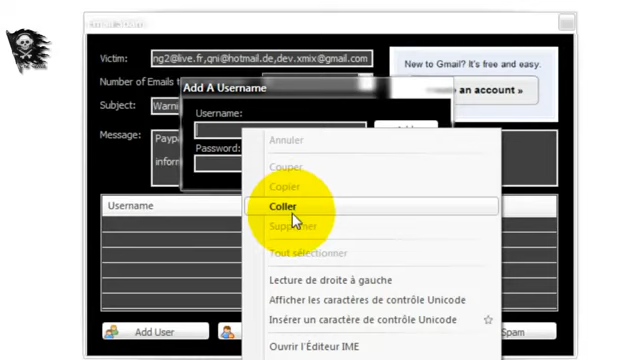 Email Spam
Victim: ng2@live.fr,qni@hotmail.de,dev.xmix@gmail.com
Number of Emails t
Subject: Warni
Message: Paypa
inform
New to Gmail? It's free and easy.
an account »
Add A Username
Username:
Password:
Annuler
Couper
Copier
Coller
Supprimer
Tout sélectionner
Lecture de droite à gauche
Afficher les caractères de contrôle Unicode
Insérer un caractère de contrôle Unicode
Ouvrir l'Éditeur IME
Username
Add User
Spam